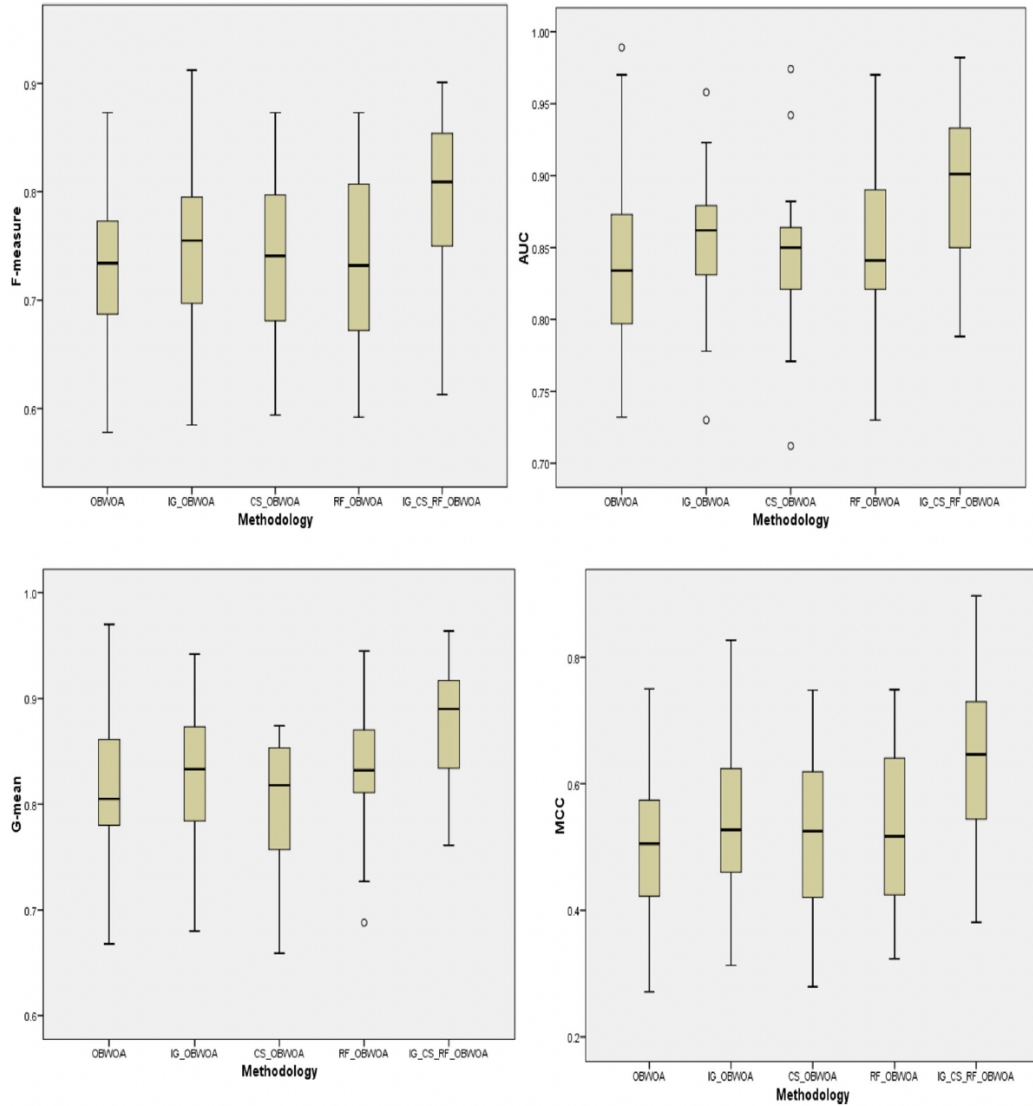 F-measure
0.9
0.8
0.7
0.6
OBWOA IG_OBWOA CS_OBWOA RF_OBWOA IG_CS_RF_OBWOA
Methodology
AUC
1.00
0.95
0.90
0.85
0.80
0.75
0.70
OBWOA IG_OBWOA CS_OBWOA RF_OBWOA IG_CS_RF_OBWOA
Methodology
G-mean
1.0
0.9
0.8
0.7
0.6
OBWOA IG_OBWOA CS_OBWOA RF_OBWOA IG_CS_RF_OBWOA
Methodology
MCC
0.8
0.6
0.4
0.2
OBWOA IG_OBWOA CS_OBWOA RF_OBWOA IG_CS_RF_OBWOA
Methodology